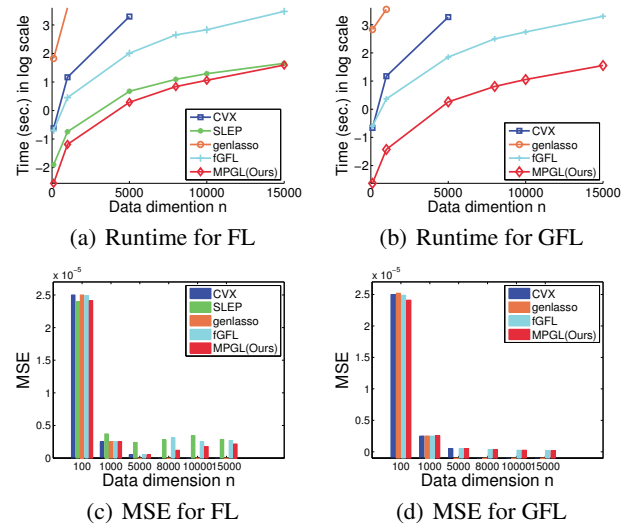 Time (sec.) in log scale
3
2
1
0
−1
−2
0
5000
10000
15000
Data dimention n
CVX
SLEP
genlasso
fGFL
MPGL(Ours)
(a) Runtime for FL
Time (sec.) in log scale
3
2
1
0
−1
−2
0
5000
10000
15000
Data dimention n
CVX
genlasso
fGFL
MPGL(Ours)
(b) Runtime for GFL
x 10⁻⁵
MSE
2.5
2
1.5
1
0.5
0
100 1000 5000 8000 10000 15000
Data dimension n
CVX
SLEP
genlasso
fGFL
MPGL(Ours)
(c) MSE for FL
x 10⁻⁵
MSE
2.5
2
1.5
1
0.5
0
100 1000 5000 8000 10000 15000
Data dimension n
CVX
genlasso
fGFL
MPGL(Ours)
(d) MSE for GFL